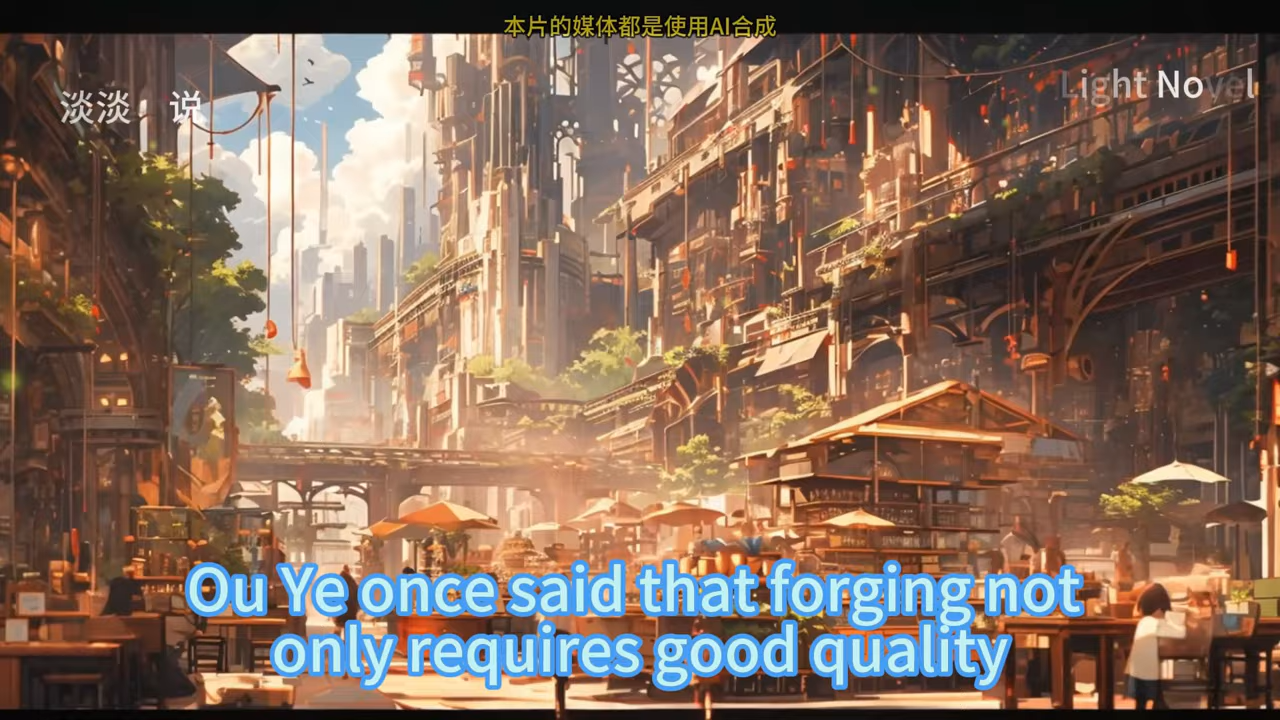 本片的媒体都是使用AI合成
Light Novel
淡淡 说
Ou Ye once said that forging not
only requires good quality